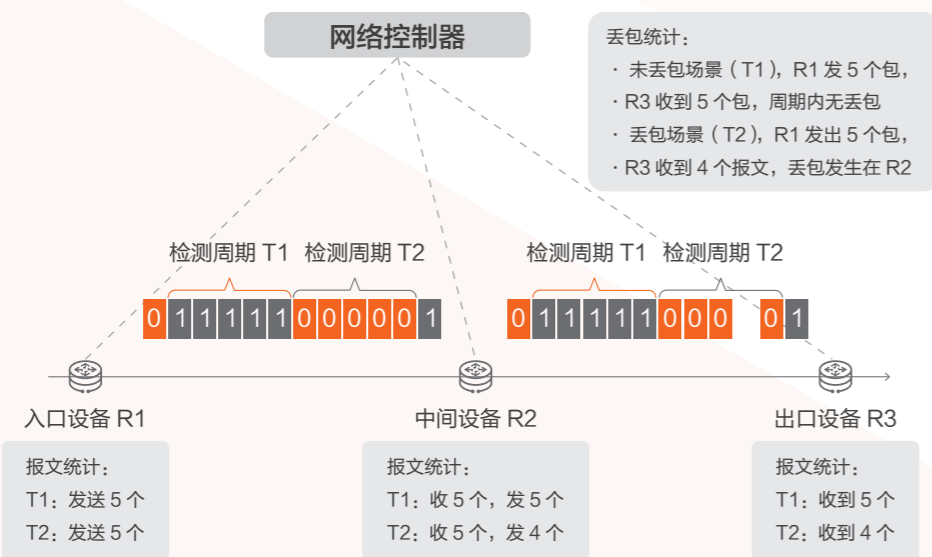 网络控制器
丢包统计：
· 未丢包场景（T1），R1 发 5 个包，
· R3 收到 5 个包，周期内无丢包
· 丢包场景（T2），R1 发出 5 个包，
· R3 收到 4 个报文，丢包发生在 R2
检测周期 T1 检测周期 T2
检测周期 T1 检测周期 T2
0 1 1 1 1 1 0 0 0 0 0 1
0 1 1 1 1 1 0 0 0 0 1
入口设备 R1
中间设备 R2
出口设备 R3
报文统计：
T1：发送 5 个
T2：发送 5 个
报文统计：
T1：收 5 个，发 5 个
T2：收 5 个，发 4 个
报文统计：
T1：收到 5 个
T2：收到 4 个